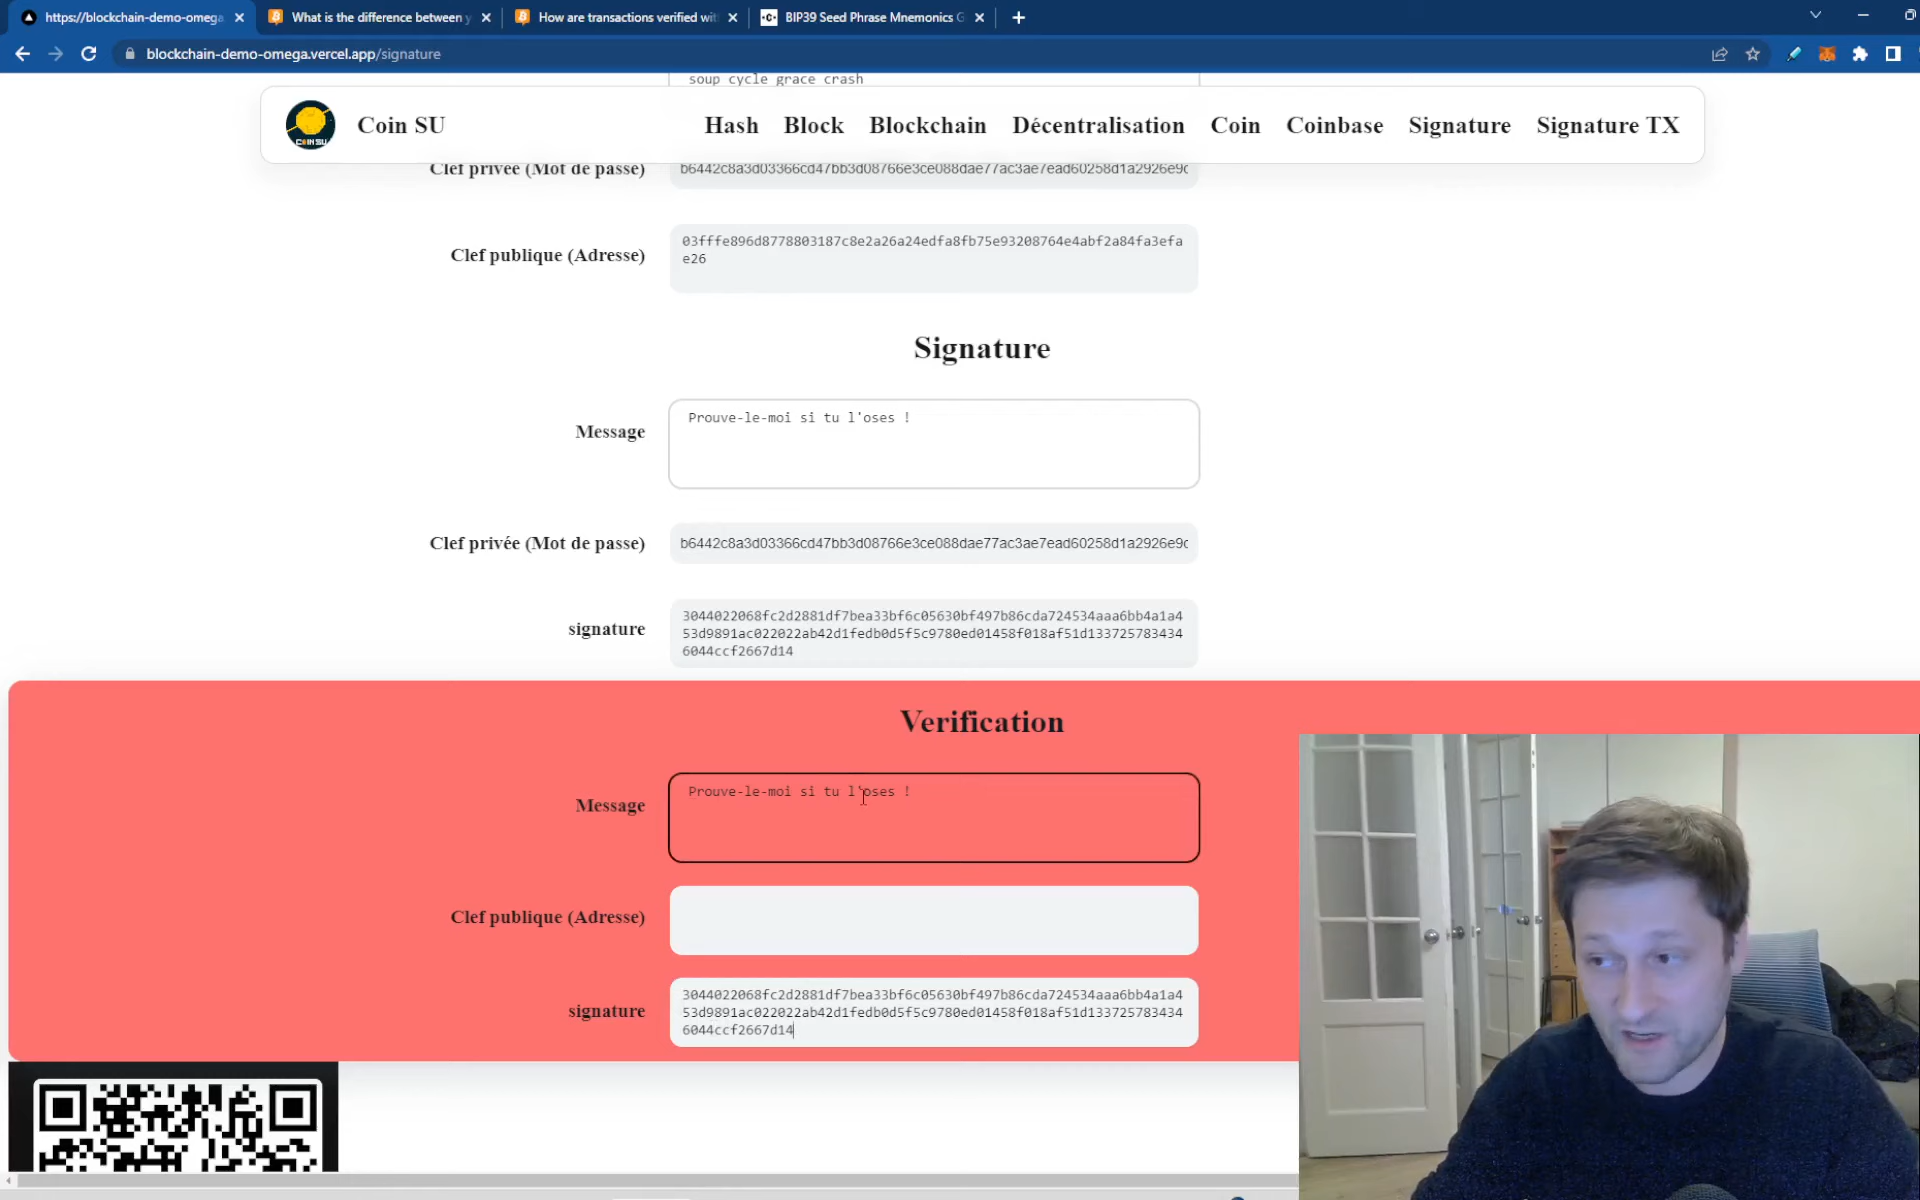 https://blockchain-demo-omega
What is the difference between
How are transactions verified wit
BIP39 Seed Phrase Mnemonics G
blockchain-demo-omega.vercel.app/signature
soup cycle grace crash
COIN SU
Coin SU
Hash
Block
Blockchain
Décentralisation
Coin
Coinbase
Signature
Signature TX
Clef privée (Mot de passe)
b6442c8a3d03366cd47bb3d08766e3ce088dae77ac3ae7ead60258d1a2926e9c
Clef publique (Adresse)
03fffe896d8778803187c8e2a26a24edfa8fb75e93208764e4abf2a84fa3efa
e26
Signature
Message
Prouve-le-moi si tu l'oses !
Clef privée (Mot de passe)
b6442c8a3d03366cd47bb3d08766e3ce088dae77ac3ae7ead60258d1a2926e9c
signature
3044022068fc2d2881df7bea33bf6c05630bf497b86cda724534aaa6bb4a1a4
53d9891ac022022ab42d1fedb0d5f5c9780ed01458f018af51d133725783434
6044ccf2667d14
Verification
Message
Prouve-le-moi si tu l'oses !
Clef publique (Adresse)
signature
3044022068fc2d2881df7bea33bf6c05630bf497b86cda724534aaa6bb4a1a4
53d9891ac022022ab42d1fedb0d5f5c9780ed01458f018af51d133725783434
6044ccf2667d14